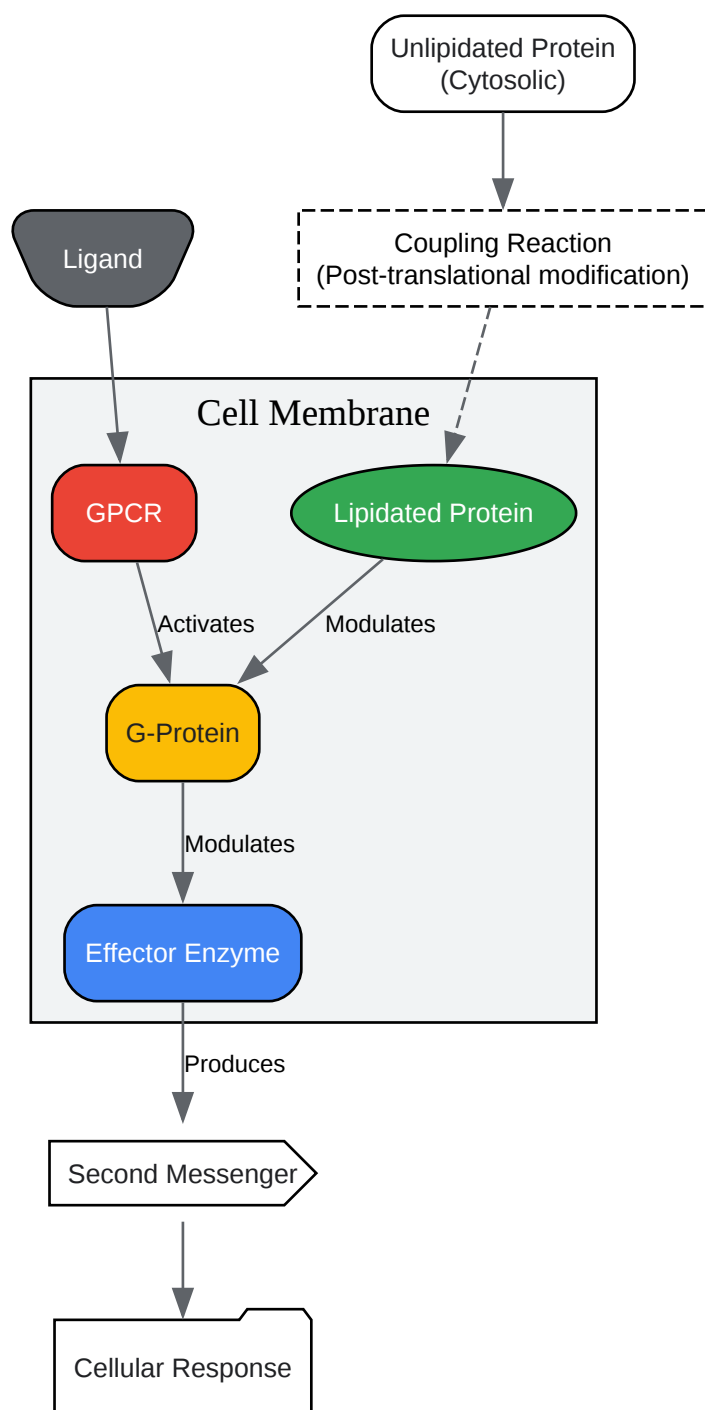 Unlipidated Protein
(Cytosolic)
Ligand
Coupling Reaction
(Post-translational modification)
Cell Membrane
GPCR
Lipidated Protein
Activates
Modulates
G-Protein
Modulates
Effector Enzyme
Produces
Second Messenger
Cellular Response